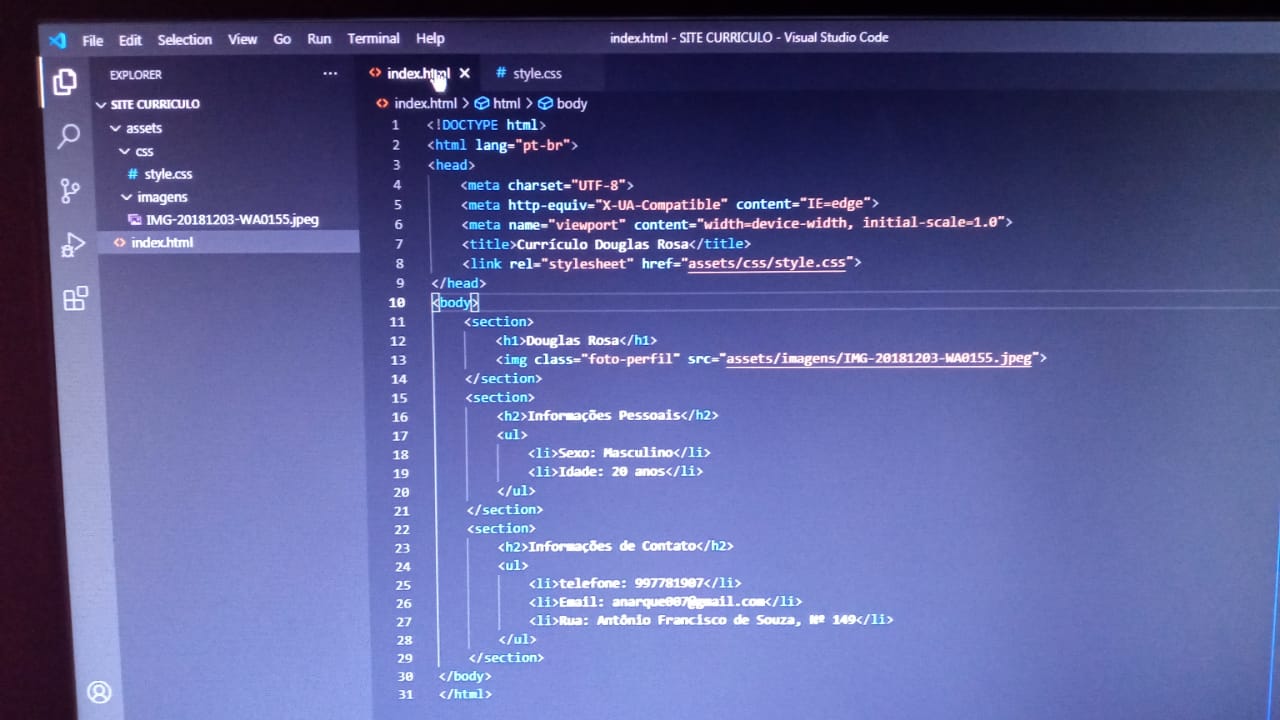 File Edit Selection View Go Run Terminal Help
index.html - SITE CURRICULO - Visual Studio Code
EXPLORER ...
SITE CURRICULO
assets
css
# style.css
imagens
IMG-20181203-WA0155.jpeg
<> index.html
<> index.html ×
# style.css
<> index.html > html > body
1 <!DOCTYPE html>
2 <html lang="pt-br">
3 <head>
4 <meta charset="UTF-8">
5 <meta http-equiv="X-UA-Compatible" content="IE=edge">
6 <meta name="viewport" content="width=device-width, initial-scale=1.0">
7 <title>Currículo Douglas Rosa</title>
8 <link rel="stylesheet" href="assets/css/style.css">
9 </head>
10 <body>
11 <section>
12 <h1>Douglas Rosa</h1>
13 <img class="foto-perfil" src="assets/imagens/IMG-20181203-WA0155.jpeg">
14 </section>
15 <section>
16 <h2>Informações Pessoais</h2>
17 <ul>
18 <li>Sexo: Masculino</li>
19 <li>Idade: 20 anos</li>
20 </ul>
21 </section>
22 <section>
23 <h2>Informações de Contato</h2>
24 <ul>
25 <li>telefone: 997781907</li>
26 <li>Email: anarque007@gmail.com</li>
27 <li>Rua: Antônio Francisco de Souza, Nº 149</li>
28 </ul>
29 </section>
30 </body>
31 </html>